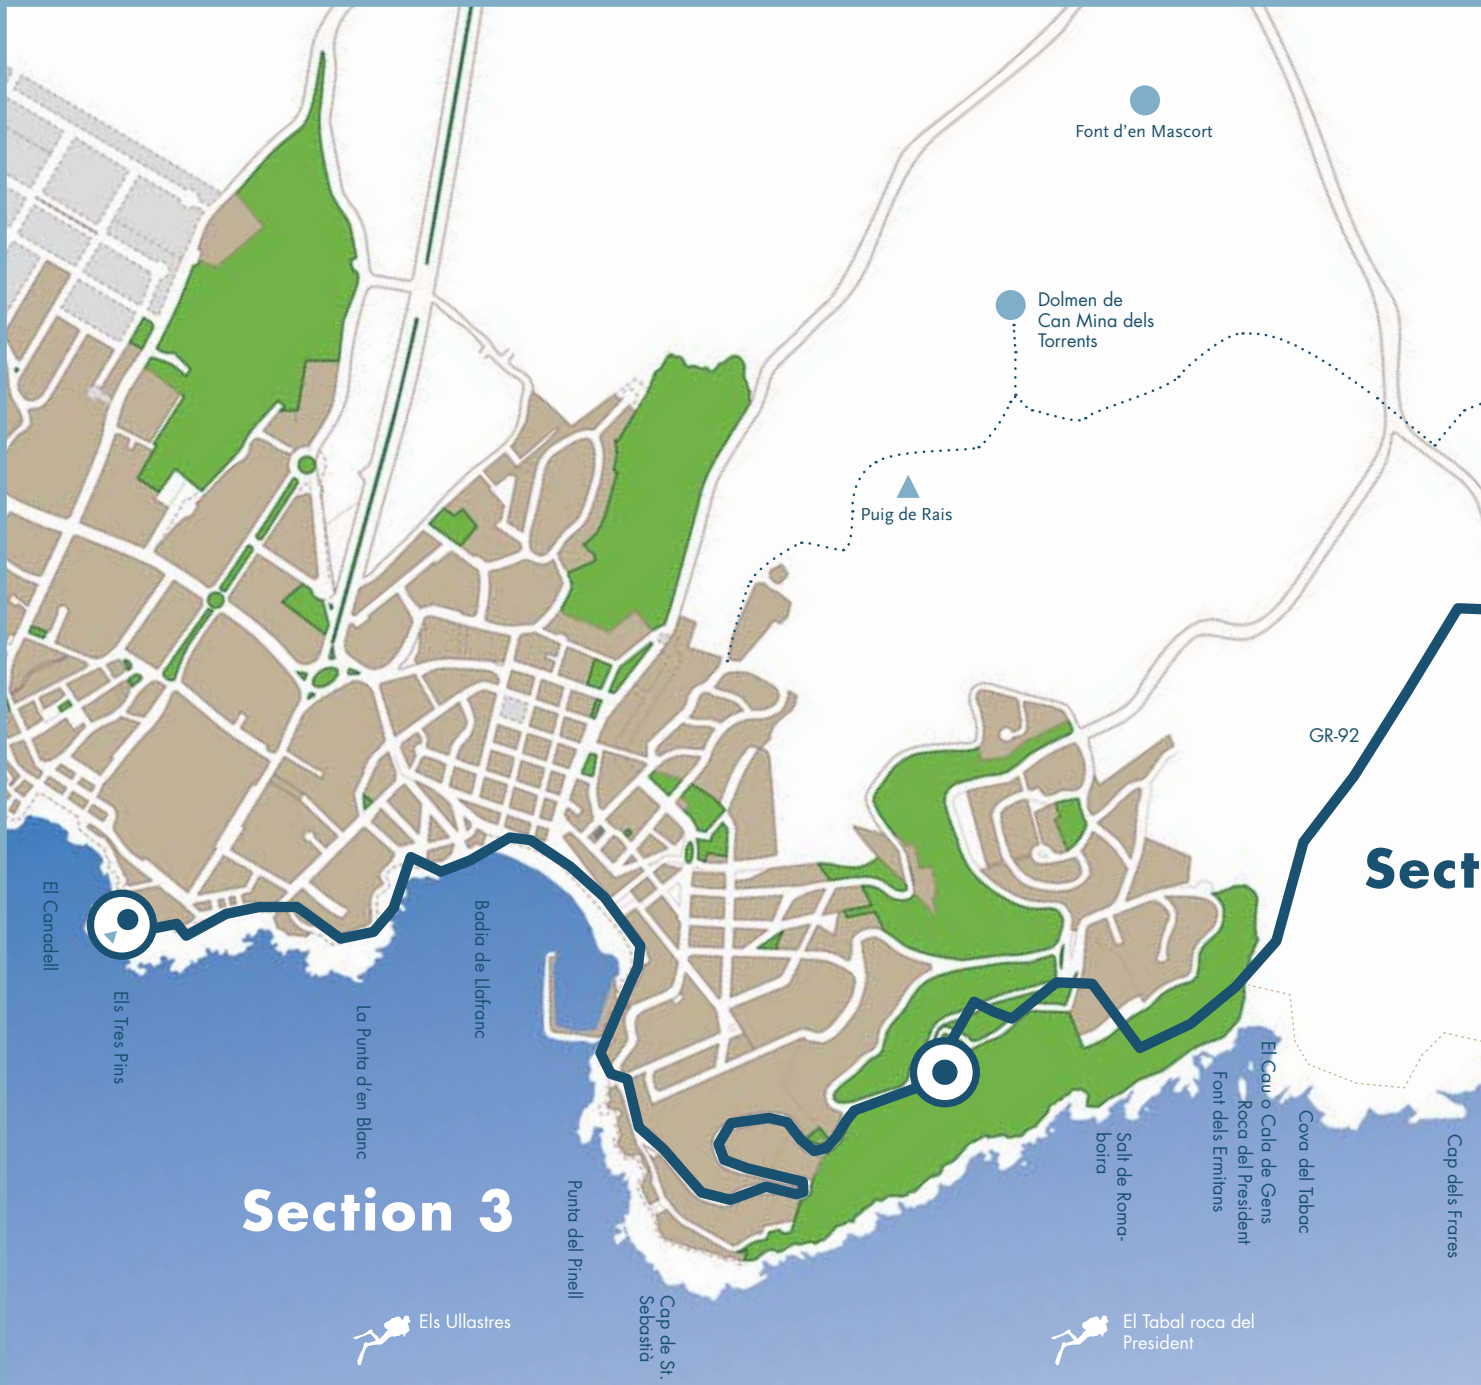 Font d'en Mascort
Dolmen de
Can Mina dels
Torrents
Puig de Rais
GR-92
Sect
El Canadell
Els Tres Pins
La Punta d'en Blanc
Badia de Llafranc
Punta del Pinell
Cap de St.
Sebastià
Salt de Roma-
boira
Font dels Ermitans
Roca del President
El Cau o Cala de Gens
Cova del Tabac
Cap dels Frares
Section 3
Els Ullastres
El Tabal roca del
President